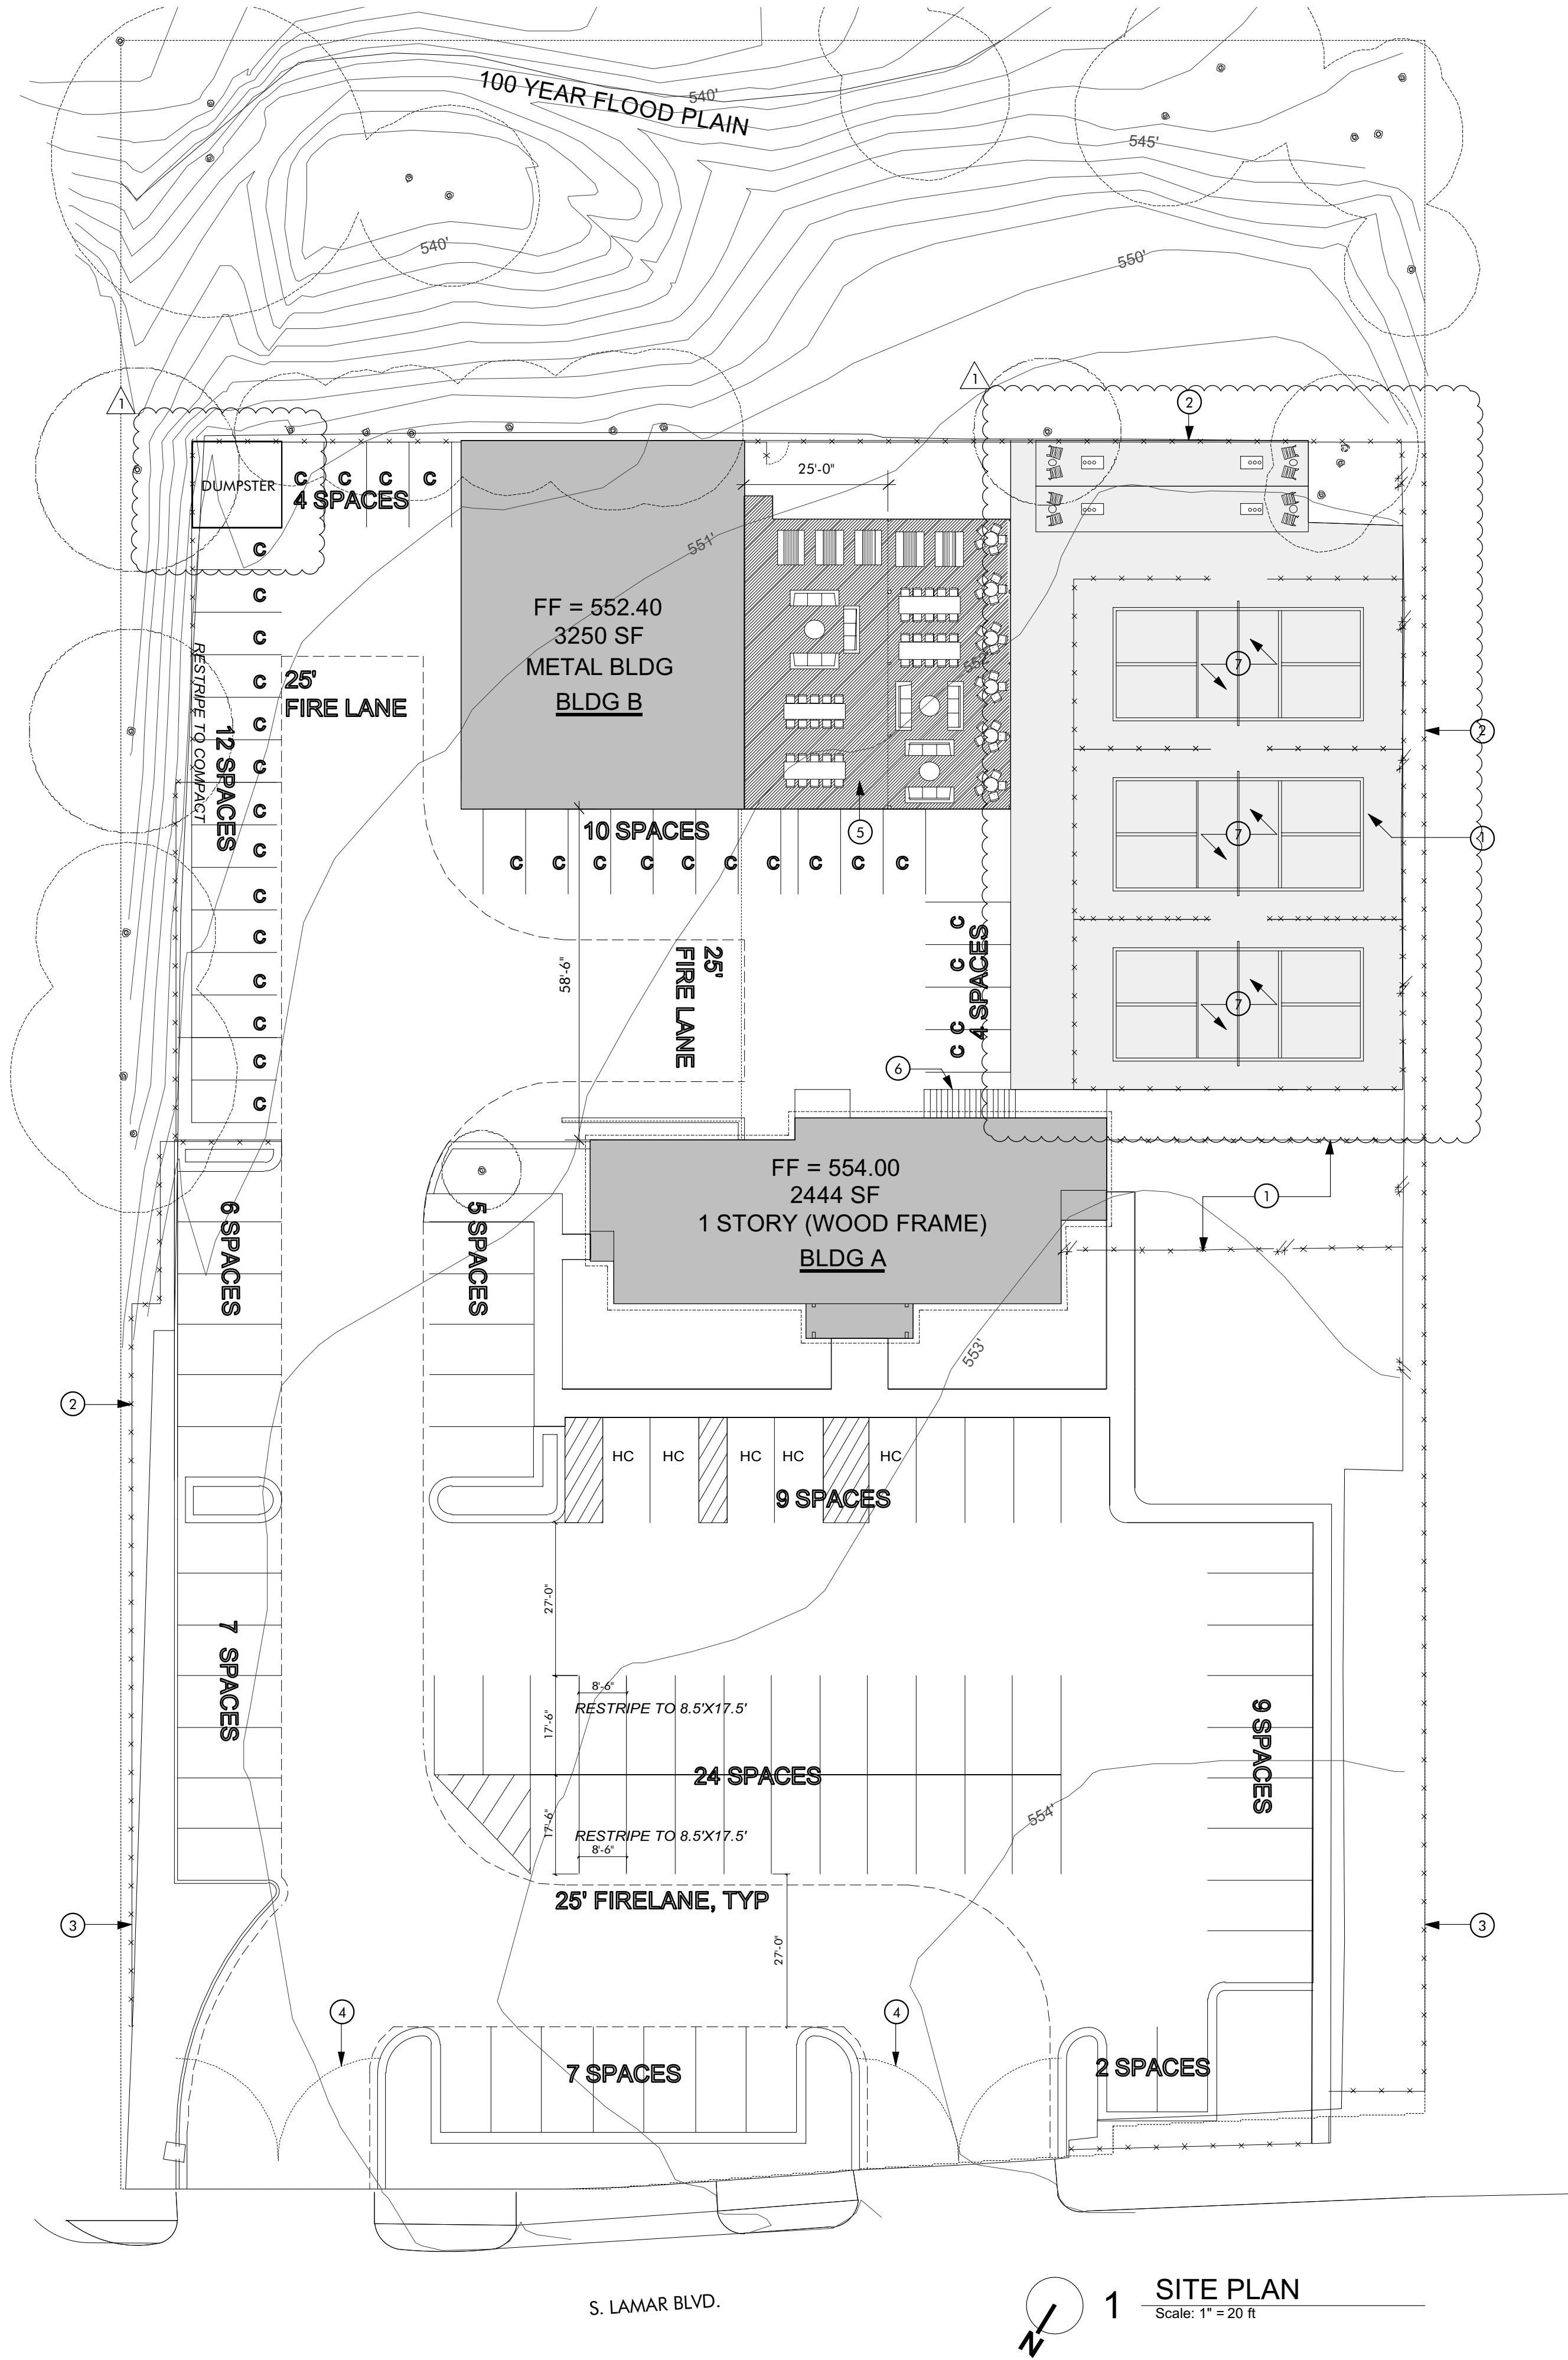 100 YEAR FLOOD PLAIN
540'
545'
540'
550'
1
1
2
DUMPSTER
C C C C
4 SPACES
25'-0"
551'
C
C
C
C
C
C
C
C
C
C
C
C
C
C
RESTRIPE TO COMPACT
12 SPACES
25'
FIRE LANE
FF = 552.40
3250 SF
METAL BLDG
BLDG B
552'
7
2
7
1
5
10 SPACES
C C C C C C C C C C
58'-6"
25'
FIRE LANE
C
C
C
C
4 SPACES
7
6
FF = 554.00
2444 SF
1 STORY (WOOD FRAME)
BLDG A
1
6 SPACES
5 SPACES
553'
2
HC HC HC HC HC
9 SPACES
27'-0"
7 SPACES
8'-6"
RESTRIPE TO 8.5'X17.5'
17'-6"
24 SPACES
9 SPACES
17'-6"
RESTRIPE TO 8.5'X17.5'
8'-6"
554'
25' FIRELANE, TYP
3
3
27'-0"
4
4
7 SPACES
2 SPACES
S. LAMAR BLVD.
N
1
SITE PLAN
Scale: 1" = 20 ft